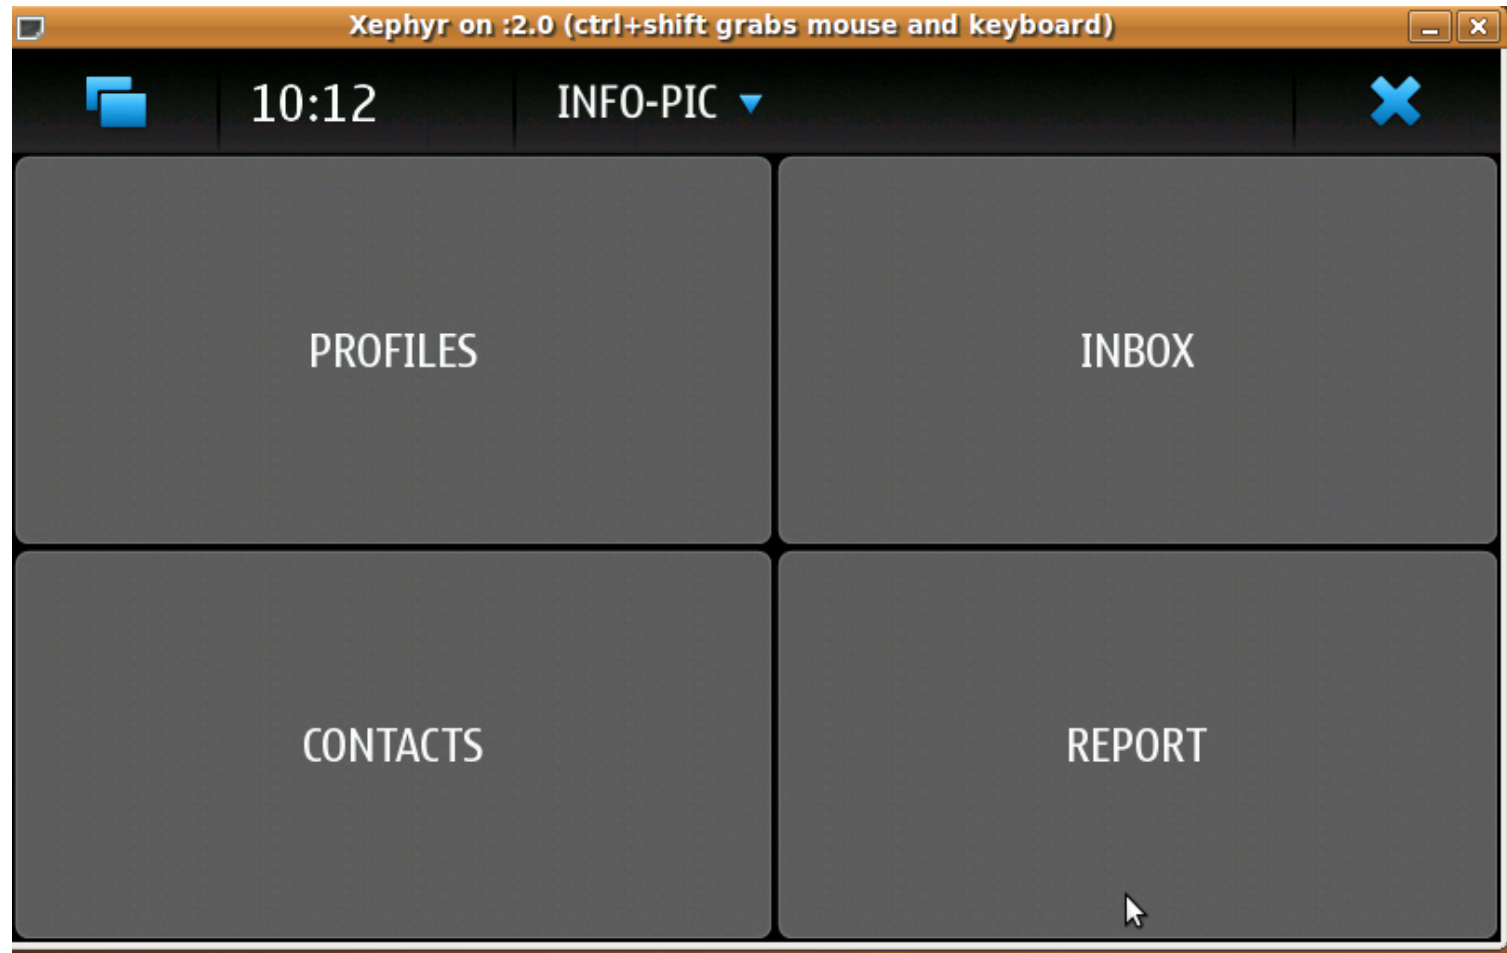 Xephyr on :2.0 (ctrl+shift grabs mouse and keyboard)
10:12 INFO-PIC
PROFILES INBOX
CONTACTS REPORT